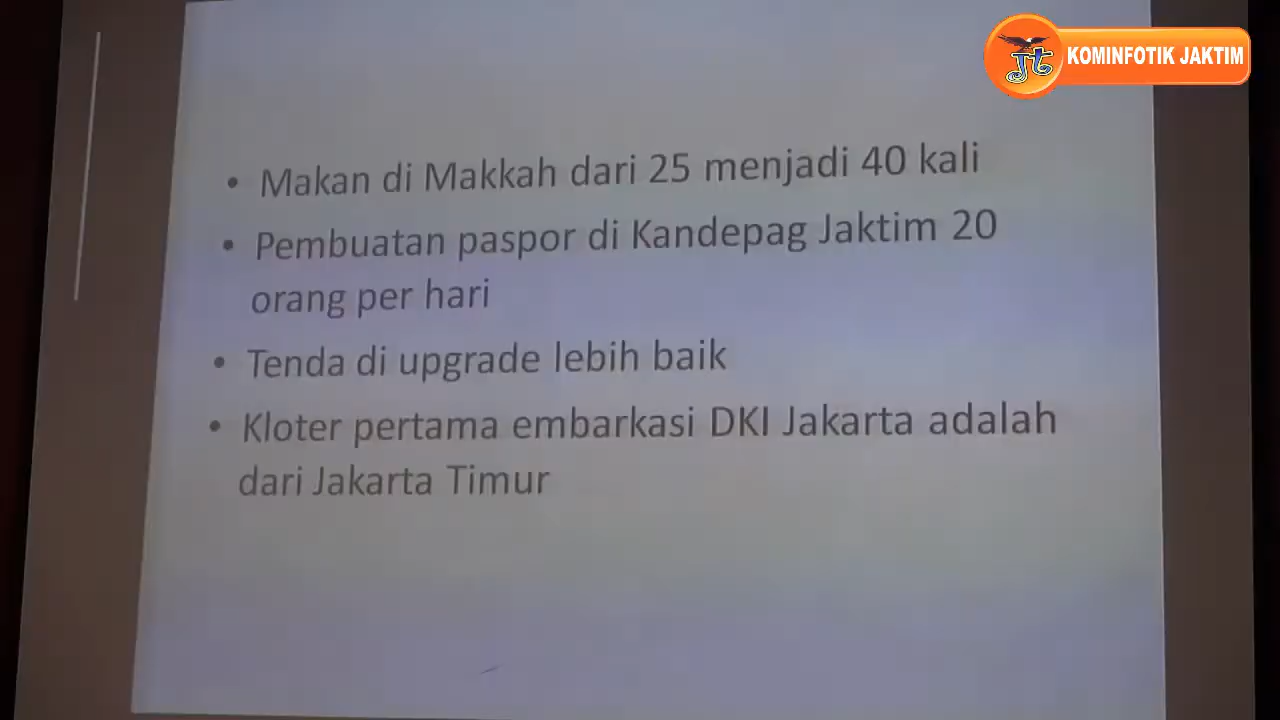 jt KOMINFOTIK JAKTIM
• Makan di Makkah dari 25 menjadi 40 kali
• Pembuatan paspor di Kandepag Jaktim 20
orang per hari
• Tenda di upgrade lebih baik
• Kloter pertama embarkasi DKI Jakarta adalah
dari Jakarta Timur